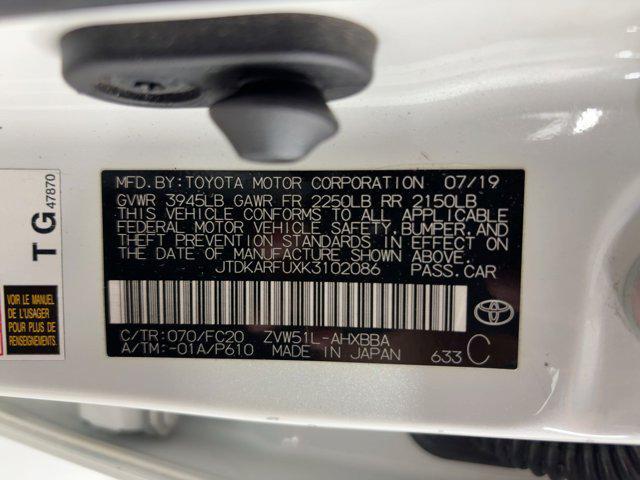 MFD. BY: TOYOTA MOTOR CORPORATION 07/19
GVWR 3945LB GAWR FR 2250LB RR 2150LB
THIS VEHICLE CONFORMS TO ALL APPLICABLE
FEDERAL MOTOR VEHICLE SAFETY, BUMPER, AND
THEFT PREVENTION STANDARDS IN EFFECT ON
THE DATE OF MANUFACTURE SHOWN ABOVE.
JTDKARFUXK3102086 PASS. CAR
C/TR: 070/FC20 ZVW51L-AHXBBA
A/TM: -01A/P610 MADE IN JAPAN 633 C
TG 47870
VOIR LE MANUEL
DE L'USAGER
POUR PLUS DE
RENSEIGNEMENTS